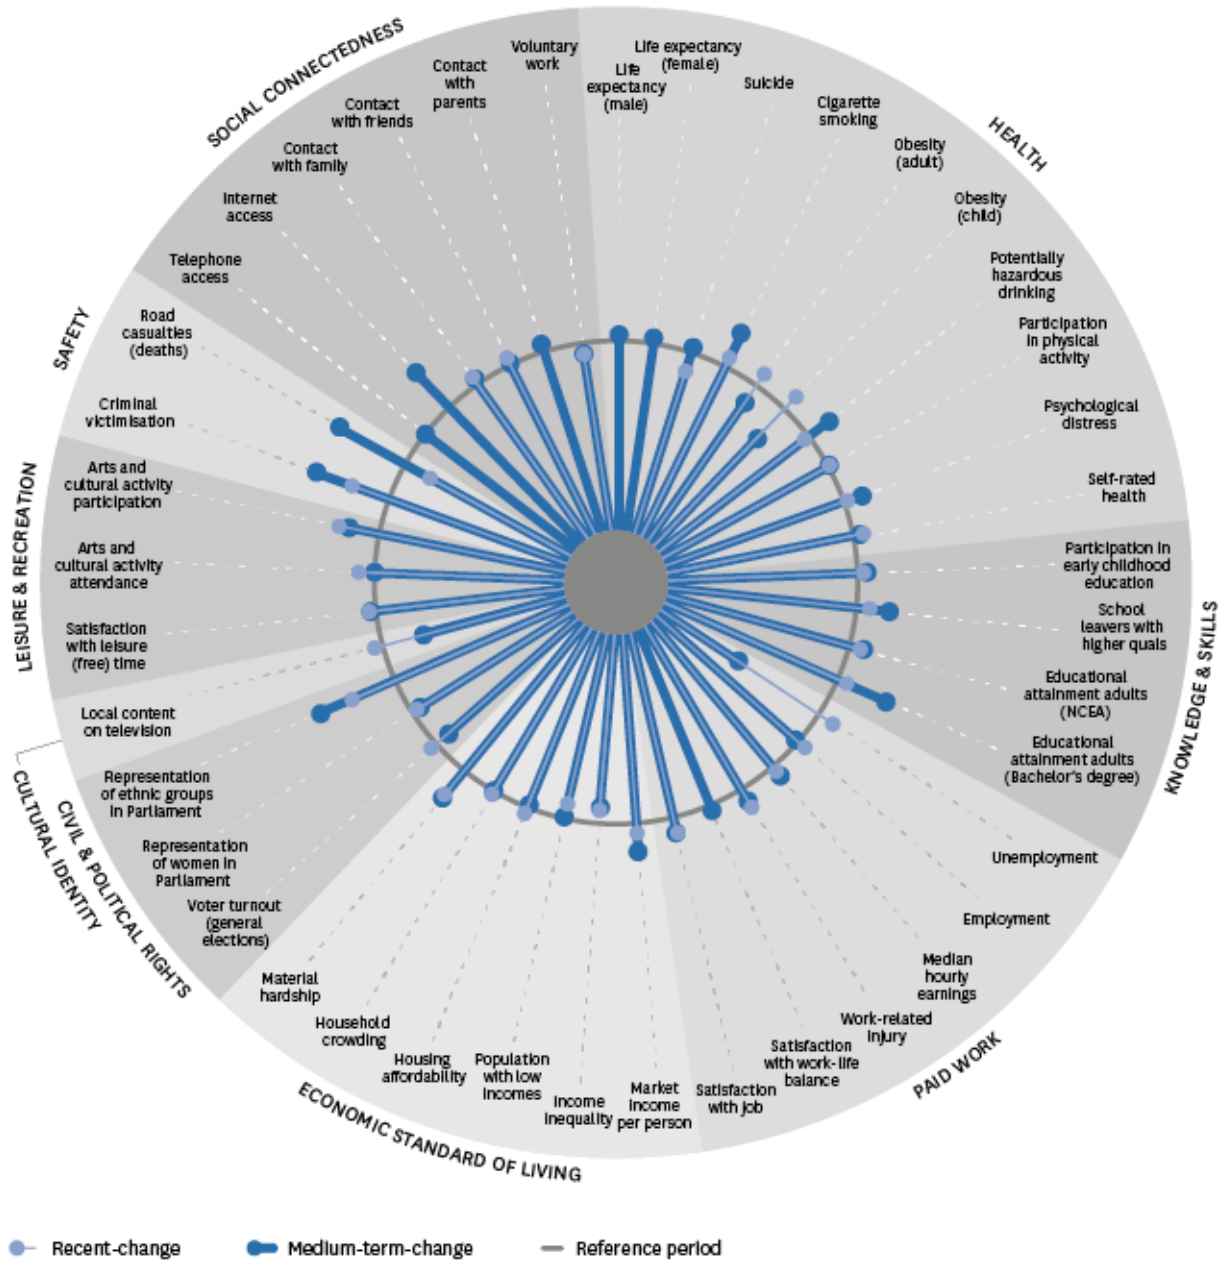 SOCIAL CONNECTEDNESS
Voluntary
work
Contact
with
parents
Contact
with friends
Contact
with family
Internet
access
Telephone
access
HEALTH
Life
expectancy
(male)
Life expectancy
(female)
Suicide
Cigarette
smoking
Obesity
(adult)
Obesity
(child)
Potentially
hazardous
drinking
Participation
in physical
activity
Psychological
distress
Self-rated
health
KNOWLEDGE & SKILLS
Participation in
early childhood
education
School
leavers with
higher quals
Educational
attainment adults
(NCEA)
Educational
attainment adults
(Bachelor's degree)
PAID WORK
Unemployment
Employment
Median
hourly
earnings
Work-related
injury
Satisfaction
with work-life
balance
Satisfaction
with job
ECONOMIC STANDARD OF LIVING
Market
income
per person
Income
inequality
Population
with low
incomes
Housing
affordability
Household
crowding
Material
hardship
CIVIL & POLITICAL RIGHTS
Voter turnout
(general
elections)
Representation
of women in
Parliament
Representation
of ethnic groups
in Parliament
CULTURAL IDENTITY
Local content
on television
LEISURE & RECREATION
Satisfaction
with leisure
(free) time
Arts and
cultural activity
attendance
Arts and
cultural activity
participation
SAFETY
Criminal
victimisation
Road
casualties
(deaths)
Recent-change
Medium-term-change
Reference period